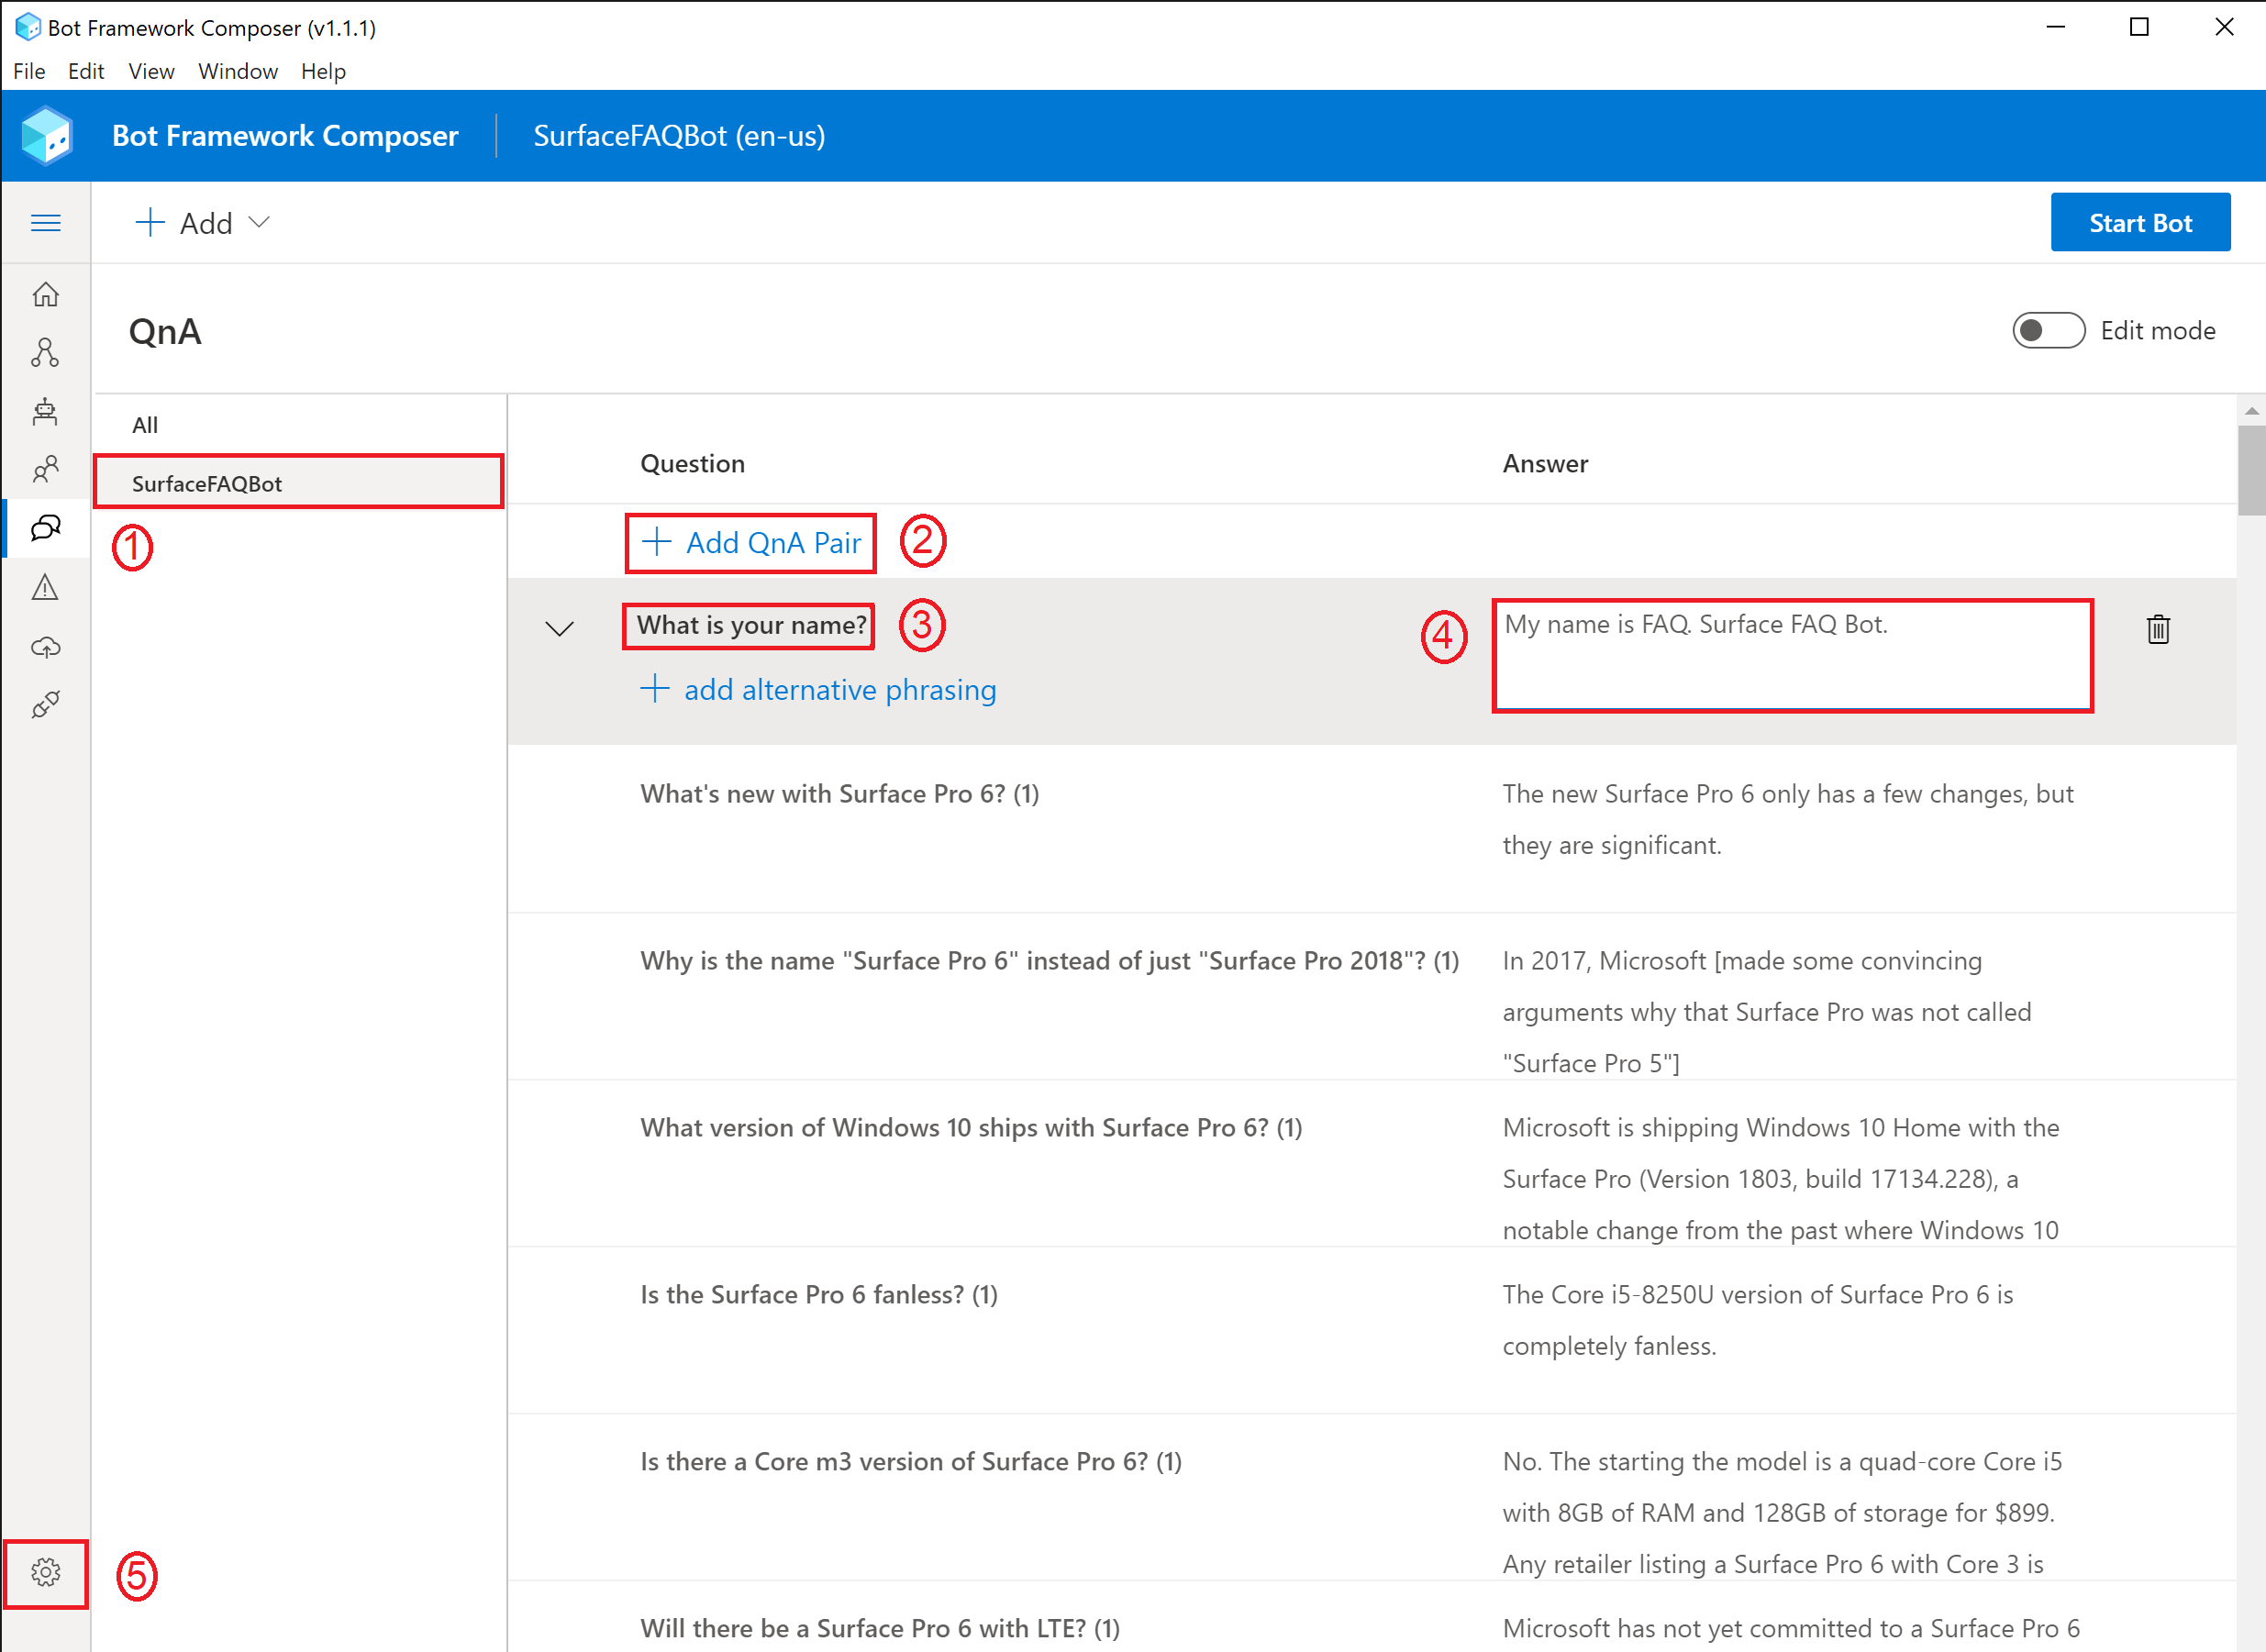 Bot Framework Composer (v1.1.1)
File Edit View Window Help
Bot Framework Composer SurfaceFAQBot (en-us)
Add
Start Bot
QnA
Edit mode
All
SurfaceFAQBot
1
Question Answer
Add QnA Pair 2
What is your name? 3
4 My name is FAQ. Surface FAQ Bot.
add alternative phrasing
What's new with Surface Pro 6? (1)
The new Surface Pro 6 only has a few changes, but
they are significant.
Why is the name "Surface Pro 6" instead of just "Surface Pro 2018"? (1)
In 2017, Microsoft [made some convincing
arguments why that Surface Pro was not called
"Surface Pro 5"]
What version of Windows 10 ships with Surface Pro 6? (1)
Microsoft is shipping Windows 10 Home with the
Surface Pro (Version 1803, build 17134.228), a
notable change from the past where Windows 10
Is the Surface Pro 6 fanless? (1)
The Core i5-8250U version of Surface Pro 6 is
completely fanless.
Is there a Core m3 version of Surface Pro 6? (1)
No. The starting the model is a quad-core Core i5
with 8GB of RAM and 128GB of storage for $899.
Any retailer listing a Surface Pro 6 with Core 3 is
5
Will there be a Surface Pro 6 with LTE? (1)
Microsoft has not yet committed to a Surface Pro 6